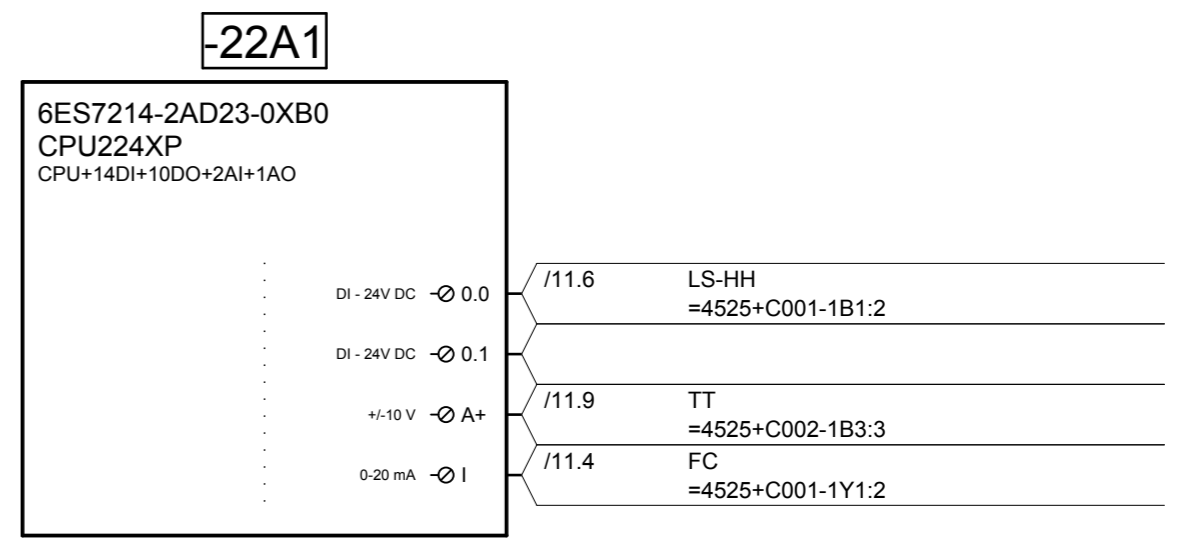 -22A1
6ES7214-2AD23-0XB0
CPU224XP
CPU+14DI+10DO+2AI+1AO
DI - 24V DC 0.0 /11.6 LS-HH
=4525+C001-1B1:2
DI - 24V DC 0.1
+/-10 V A+ /11.9 TT
=4525+C002-1B3:3
0-20 mA I /11.4 FC
=4525+C001-1Y1:2